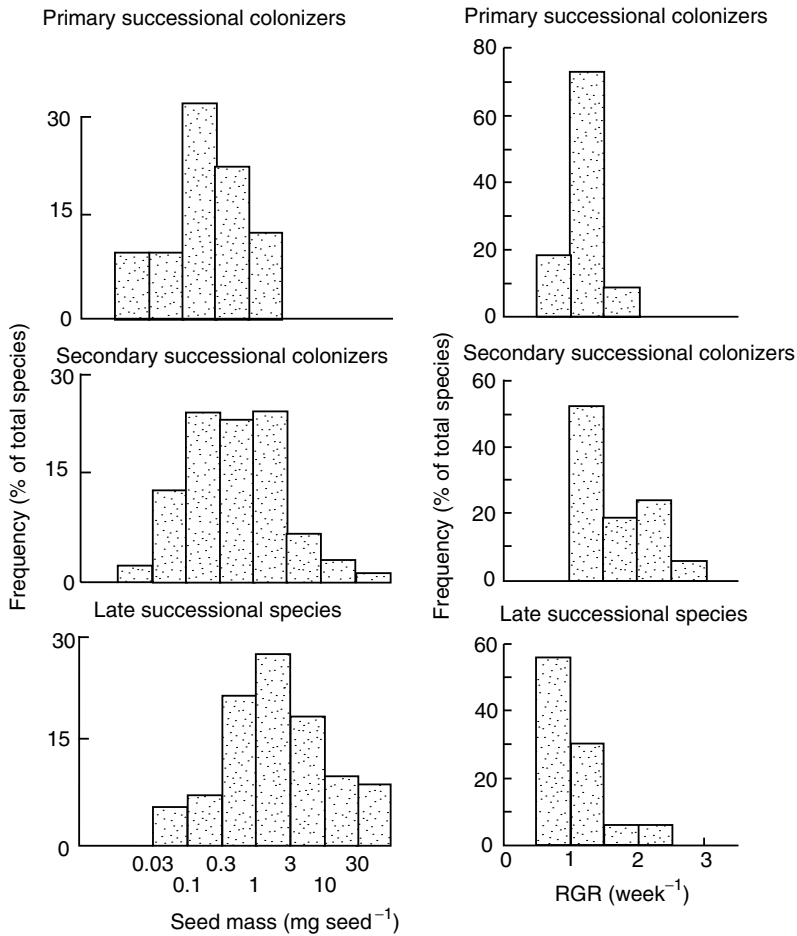 Primary successional colonizers
30
15
0
Secondary successional colonizers
30
15
0
Late successional species
30
15
0
0.03 0.3 3 30
0.1 1 10
Seed mass (mg seed⁻¹)
Frequency (% of total species)
Primary successional colonizers
80
60
40
20
0
Secondary successional colonizers
60
40
20
0
Late successional species
60
40
20
0
0 1 2 3
RGR (week⁻¹)
Frequency (% of total species)